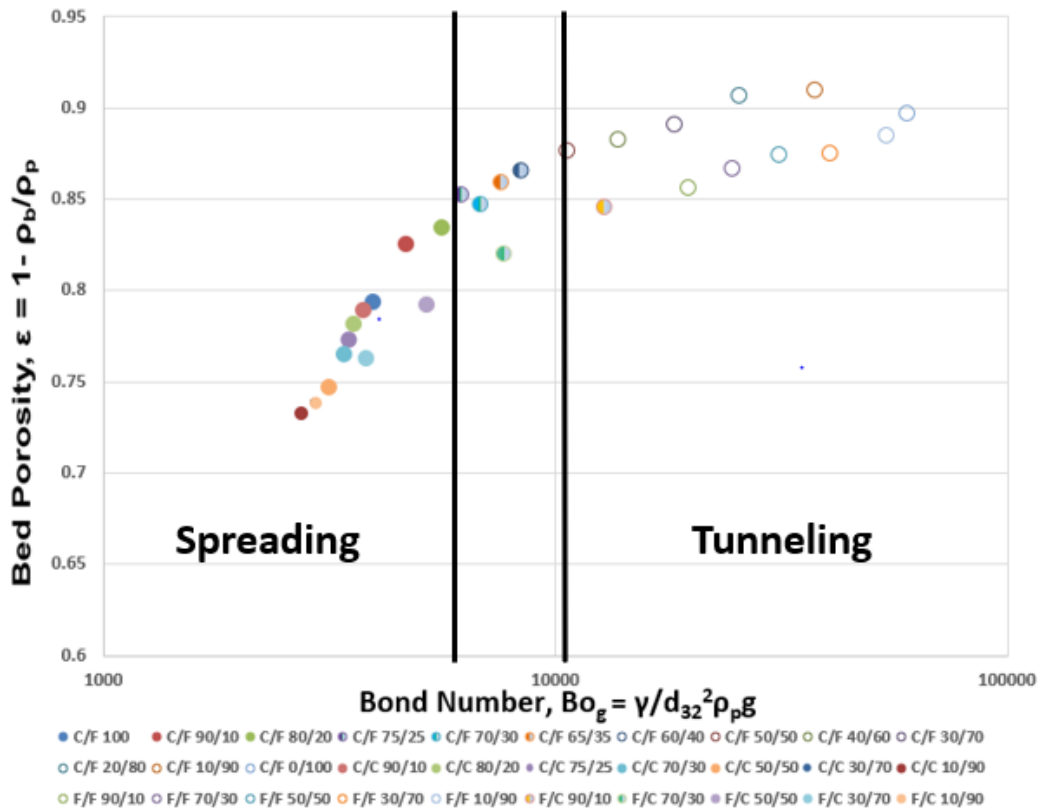 0.95
0.9
0.85
0.8
0.75
0.7
0.65
0.6
Bed Porosity, ε = 1- ρb/ρp
Spreading
Tunneling
1000
10000
100000
Bond Number, Bog = γ/d32²ρpg
C/F 100 C/F 90/10 C/F 80/20 C/F 75/25 C/F 70/30 C/F 65/35 C/F 60/40 C/F 50/50 C/F 40/60 C/F 30/70
C/F 20/80 C/F 10/90 C/F 0/100 C/C 90/10 C/C 80/20 C/C 75/25 C/C 70/30 C/C 50/50 C/C 30/70 C/C 10/90
F/F 90/10 F/F 70/30 F/F 50/50 F/F 30/70 F/F 10/90 F/C 90/10 F/C 70/30 F/C 50/50 F/C 30/70 F/C 10/90